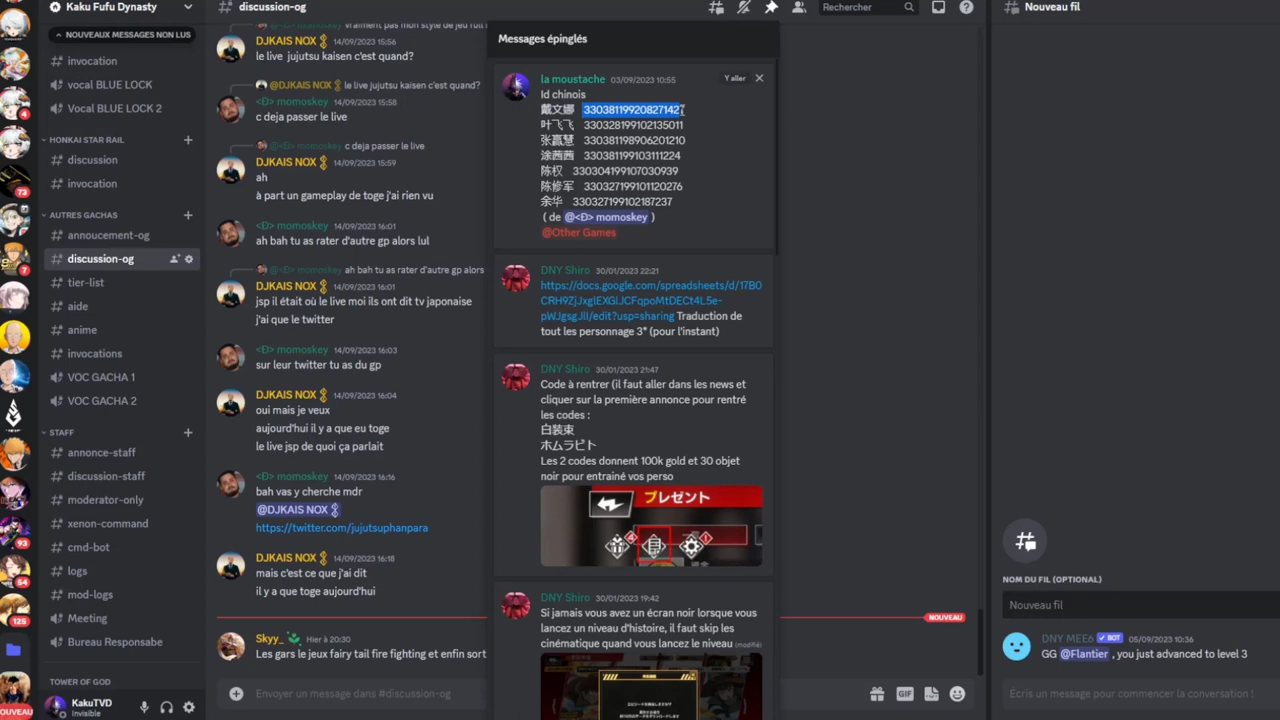 Kaku Fufu Dynasty
NOUVEAUX MESSAGES NON LUS
invocation
vocal BLUE LOCK
Vocal BLUE LOCK 2
HONKAI STAR RAIL
discussion
invocation
AUTRES GACHAS
annoucement-og
discussion-og
tier-list
aide
anime
invocations
VOC GACHA 1
VOC GACHA 2
STAFF
annonce-staff
discussion-staff
moderator-only
xenon-command
cmd-bot
logs
mod-logs
Meeting
Bureau Responsabe
TOWER OF GOD
KakuTVD
Invisible
4
73
7
93
54
125
NOUVEAU
discussion-og
Rechercher
DJKAIS NOX 14/09/2023 15:56
le live jujutsu kaisen c'est quand?
@DJKAIS NOX le live jujutsu kaisen c'est quand?
<Đ> momoskey 14/09/2023 15:58
c deja passer le live
@<Đ> momoskey c deja passer le live
DJKAIS NOX 14/09/2023 15:59
ah
à part un gameplay de toge j'ai rien vu
<Đ> momoskey 14/09/2023 16:01
ah bah tu as rater d'autre gp alors lul
@<Đ> momoskey ah bah tu as rater d'autre gp alors
DJKAIS NOX 14/09/2023 16:01
jsp il était où le live moi ils ont dit tv japonaise
j'ai que le twitter
<Đ> momoskey 14/09/2023 16:03
sur leur twitter tu as du gp
DJKAIS NOX 14/09/2023 16:04
oui mais je veux
aujourd'hui il y a que eu toge
le live jsp de quoi ça parlait
<Đ> momoskey 14/09/2023 16:16
bah vas y cherche mdr
@DJKAIS NOX
https://twitter.com/jujutsuphanpara
DJKAIS NOX 14/09/2023 16:18
mais c'est ce que j'ai dit
il y a que toge aujourd'hui
NOUVEAU
Skyy_ Hier à 20:30
Les gars le jeux fairy tail fire fighting et enfin sort
Envoyer un message dans #discussion-og
GIF
Messages épinglés
la moustache 03/09/2023 10:55
Y aller
Id chinois
戴文娜 33038119920827142
叶飞飞 330328199102135011
张赢慧 330381198906201210
涂茜茜 330381199103111224
陈权 330304199107030939
陈修军 330327199101120276
余华 330327199102187237
( de @<Đ> momoskey )
@Other Games
DNY Shiro 30/01/2023 22:21
Traduction de
tout les personnage 3* (pour l'instant)
DNY Shiro 30/01/2023 21:47
Code à rentrer (il faut aller dans les news et
cliquer sur la première annonce pour rentré
les codes :
白装束
ホムラビト
Les 2 codes donnent 100k gold et 30 objet
noir pour entrainé vos perso
プレゼント
4
1
DNY Shiro 30/01/2023 19:42
Si jamais vous avez un écran noir lorsque vous
lancez un niveau d'histoire, il faut skip les
cinématique quand vous lancez le niveau (modifié)
Nouveau fil
NOM DU FIL (OPTIONAL)
Nouveau fil
DNY MEE6 BOT 05/09/2023 10:36
GG @Flantier , you just advanced to level 3
Ecris un message pour commencer la conversation !